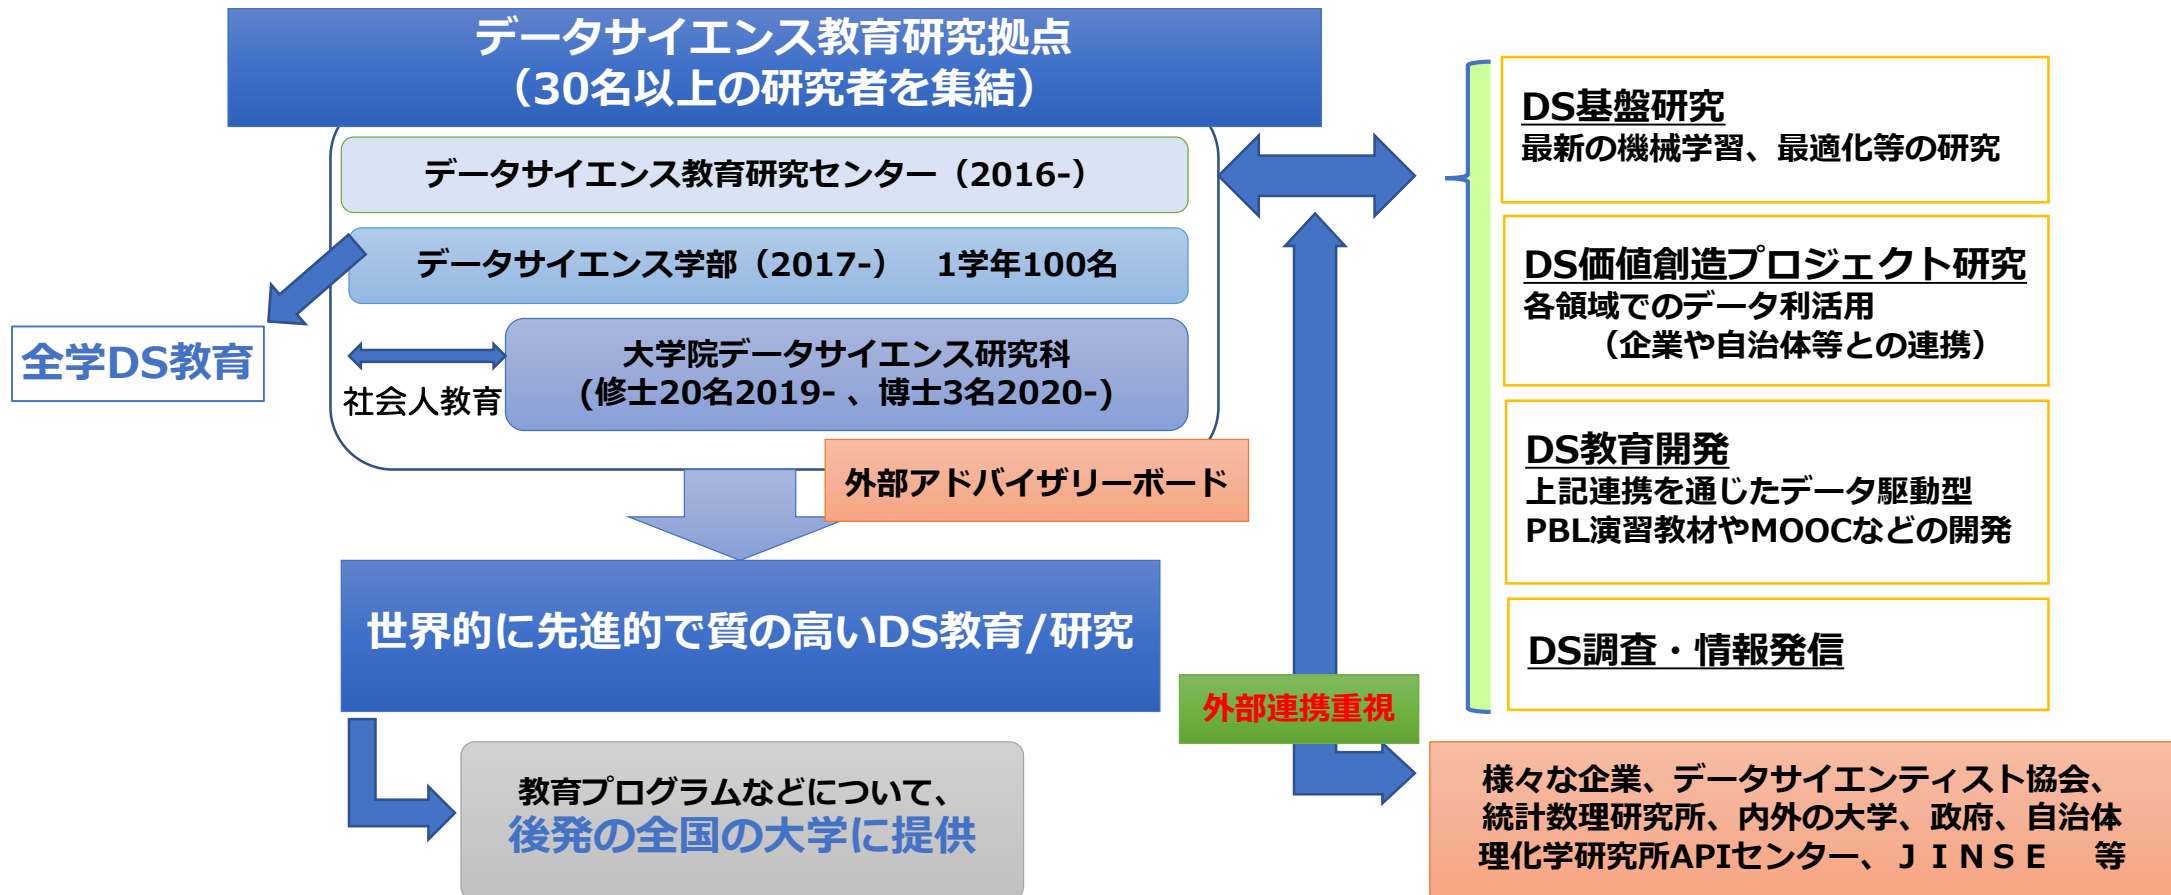 データサイエンス教育研究拠点
（30名以上の研究者を集結）
データサイエンス教育研究センター（2016-）
データサイエンス学部（2017-）　1学年100名
全学DS教育
社会人教育
大学院データサイエンス研究科
(修士20名2019- 、博士3名2020-)
外部アドバイザリーボード
世界的に先進的で質の高いDS教育/研究
教育プログラムなどについて、
後発の全国の大学に提供
DS基盤研究
最新の機械学習、最適化等の研究
DS価値創造プロジェクト研究
各領域でのデータ利活用
（企業や自治体等との連携）
DS教育開発
上記連携を通じたデータ駆動型
PBL演習教材やMOOCなどの開発
DS調査・情報発信
外部連携重視
様々な企業、データサイエンティスト協会、
統計数理研究所、内外の大学、政府、自治体
理化学研究所APIセンター、ＪＩＮＳＥ　等